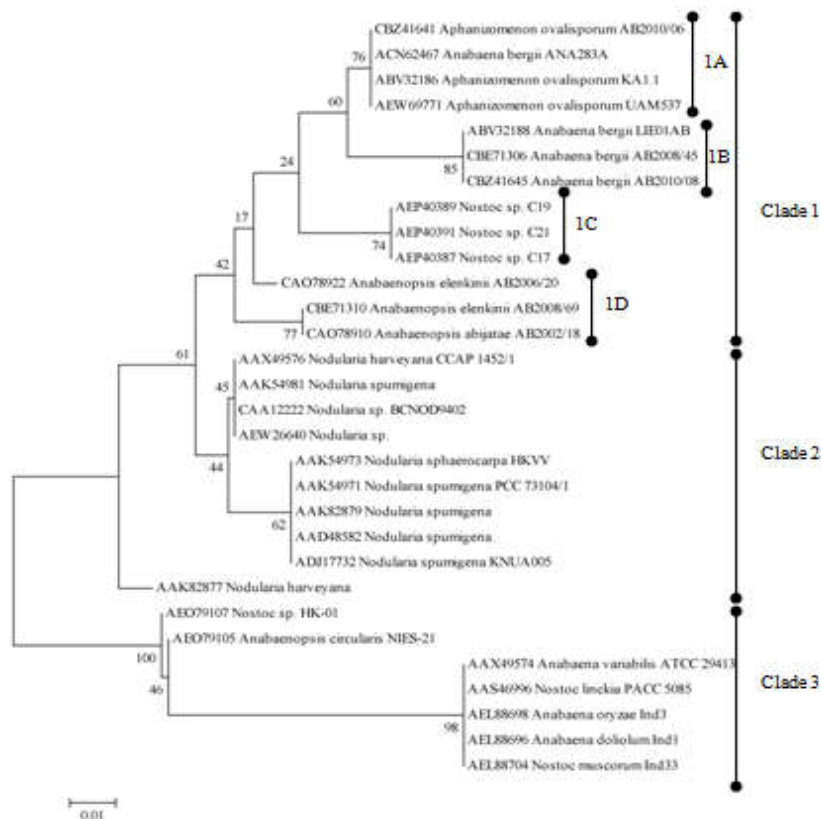 CBZ41641 Aphanizomenon ovalisporum AB2010/06
ACN62467 Anabaena bergii ANA283A
76
1A
ABV32186 Aphanizomenon ovalisporum KA1.1
60
AEW69771 Aphanizomenon ovalisporum UAM537
ABV32188 Anabaena bergii LIE01AB
CBE71306 Anabaena bergii AB2008/45
1B
24
85
CBZ41645 Anabaena bergii AB2010/08
AEP40389 Nostoc sp. C19
Clade 1
17
AEP40391 Nostoc sp. C21
1C
74
AEP40387 Nostoc sp. C17
42
CAO78922 Anabaenopsis elenkinii AB2006/20
CBE71310 Anabaenopsis elenkinii AB2008/69
1D
77
CAO78910 Anabaenopsis abijatae AB2002/18
61
AAX49576 Nodularia harveyana CCAP 1452/1
45
AAK54981 Nodularia spumigena
CAA12222 Nodularia sp. BCNOD9402
AEW26640 Nodularia sp.
44
AAK54973 Nodularia sphaerocarpa HKVV
Clade 2
AAK54971 Nodularia spumigena PCC 73104/1
AAK82879 Nodularia spumigena
62
AAD48582 Nodularia spumigena
ADJ17732 Nodularia spumigena KNUA005
AAK82877 Nodularia harveyana
AEO79107 Nostoc sp. HK-01
AEO79105 Anabaenopsis circularis NIES-21
100
AAX49574 Anabaena variabilis ATCC 29413
46
AAS46996 Nostoc linckia PACC 5085
Clade 3
AEL88698 Anabaena oryzae Ind3
98
AEL88696 Anabaena doliolum Ind1
AEL88704 Nostoc muscorum Ind33
0.01